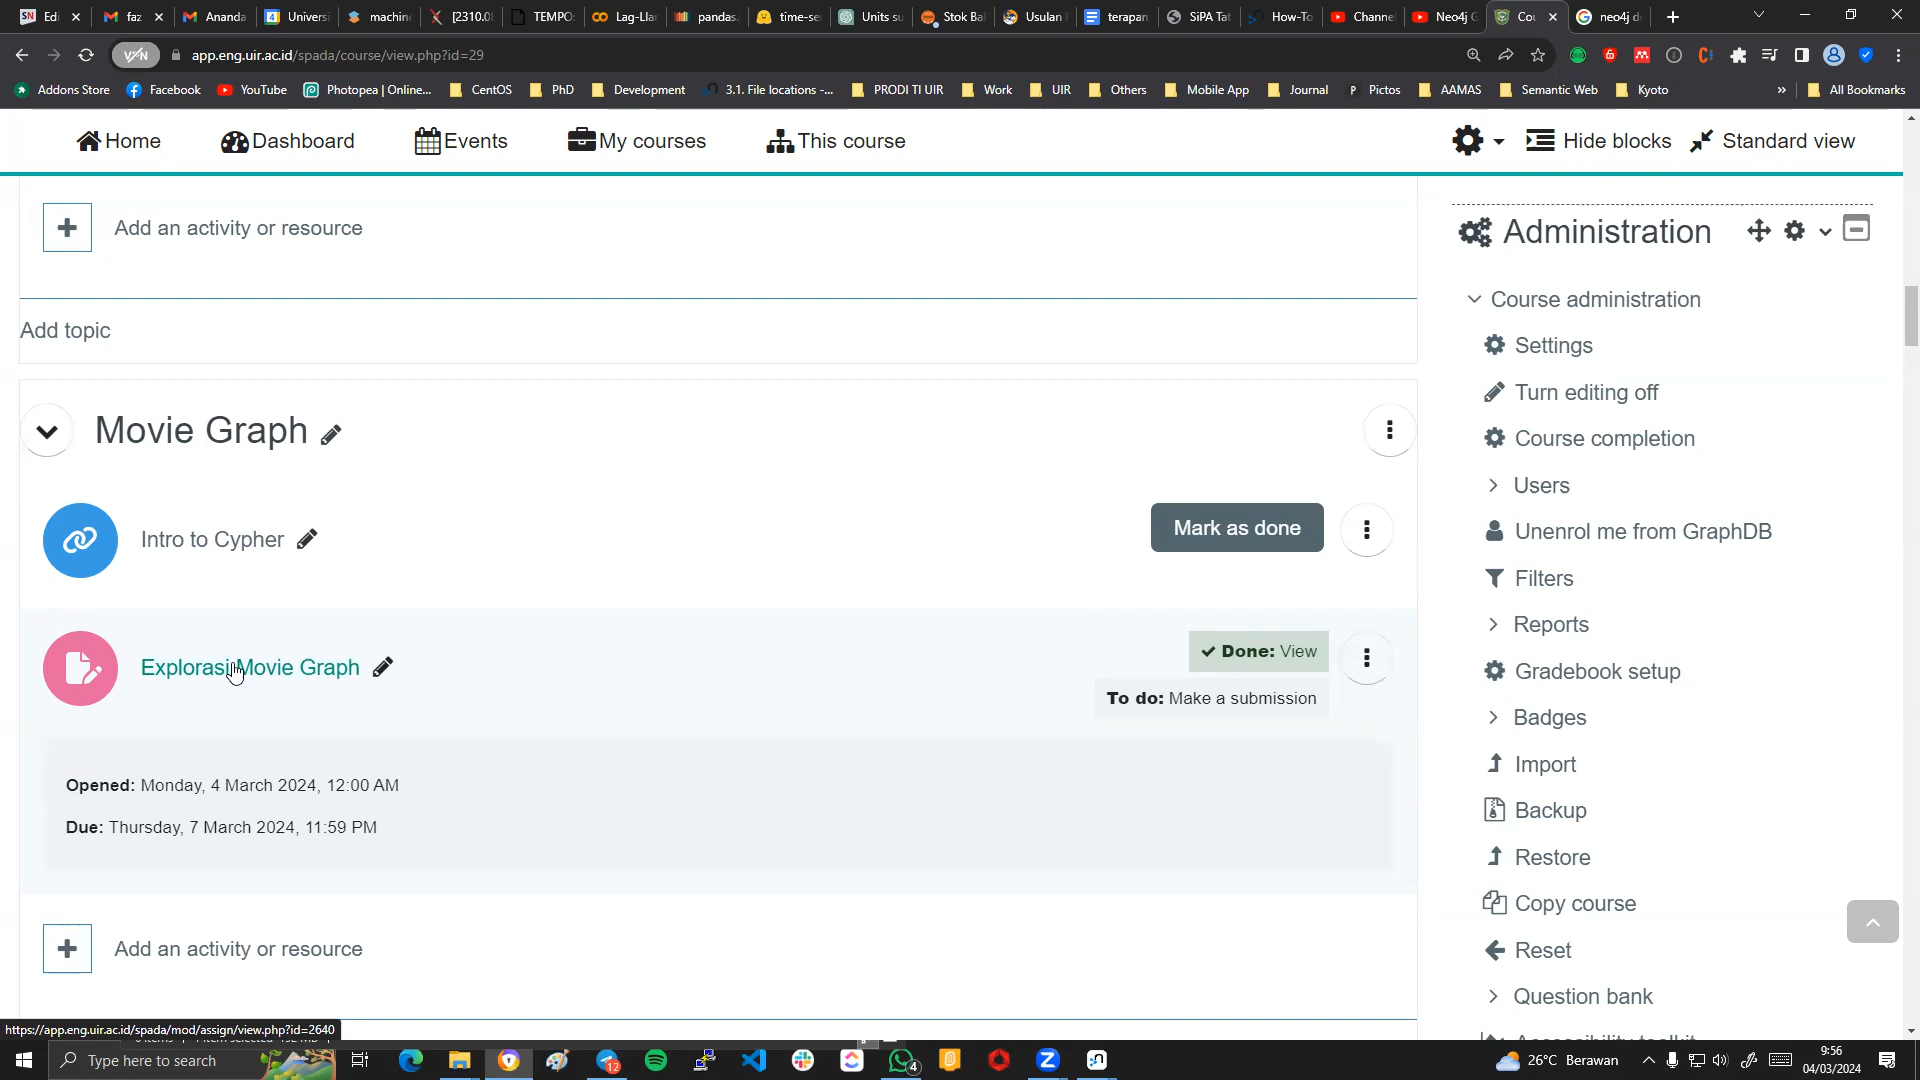 Edi
faz
Ananda
Universi
machin
[2310.0
TEMPO
Lag-Lla
pandas.
time-se
Units su
Stok Ba
Usulan
terapan
SiPA Ta
How-To
Channe
Neo4j G
Cou
neo4j d
VPN
app.eng.uir.ac.id/spada/course/view.php?id=29
Addons Store
Facebook
YouTube
Photopea | Online...
CentOS
PhD
Development
3.1. File locations -...
PRODI TI UIR
Work
UIR
Others
Mobile App
Journal
Pictos
AAMAS
Semantic Web
Kyoto
»
All Bookmarks
Home
Dashboard
Events
My courses
This course
Hide blocks
Standard view
Add an activity or resource
Add topic
Movie Graph
Intro to Cypher
Mark as done
Explorasi Movie Graph
Done: View
To do: Make a submission
Opened: Monday, 4 March 2024, 12:00 AM
Due: Thursday, 7 March 2024, 11:59 PM
Add an activity or resource
Administration
Course administration
Settings
Turn editing off
Course completion
Users
Unenrol me from GraphDB
Filters
Reports
Gradebook setup
Badges
Import
Backup
Restore
Copy course
Reset
Question bank
Accessibility toolkit
https://app.eng.uir.ac.id/spada/mod/assign/view.php?id=2640
Type here to search
12
4
26°C Berawan
9:56
04/03/2024